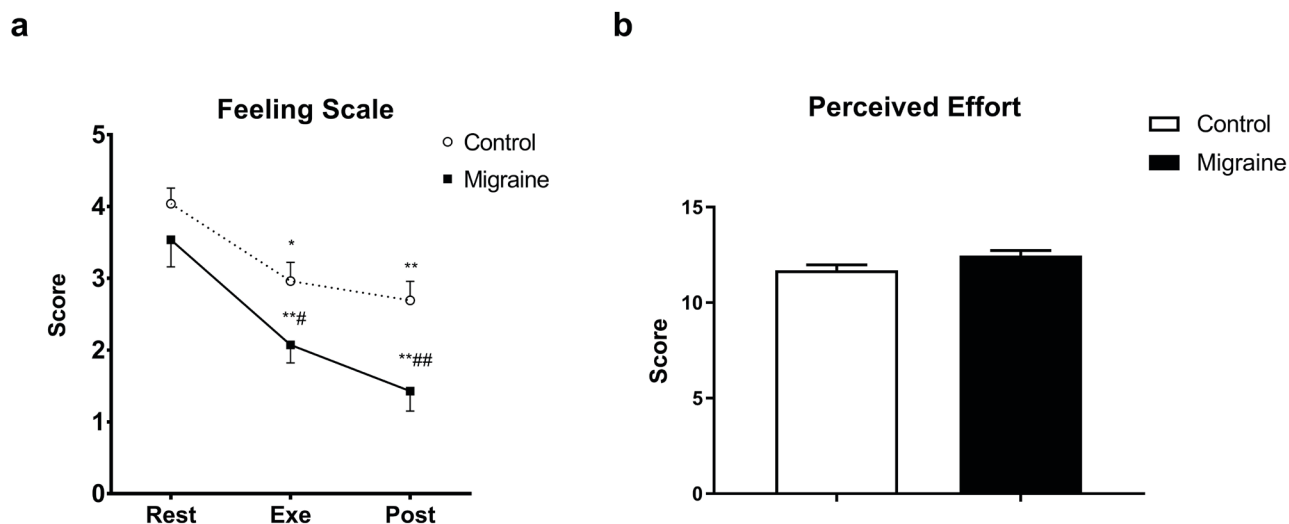 a
Feeling Scale
Control
Migraine
5
4
3
2
1
0
Score
*
**
**#
**##
Rest Exe Post
b
Perceived Effort
Control
Migraine
15
10
5
0
Score